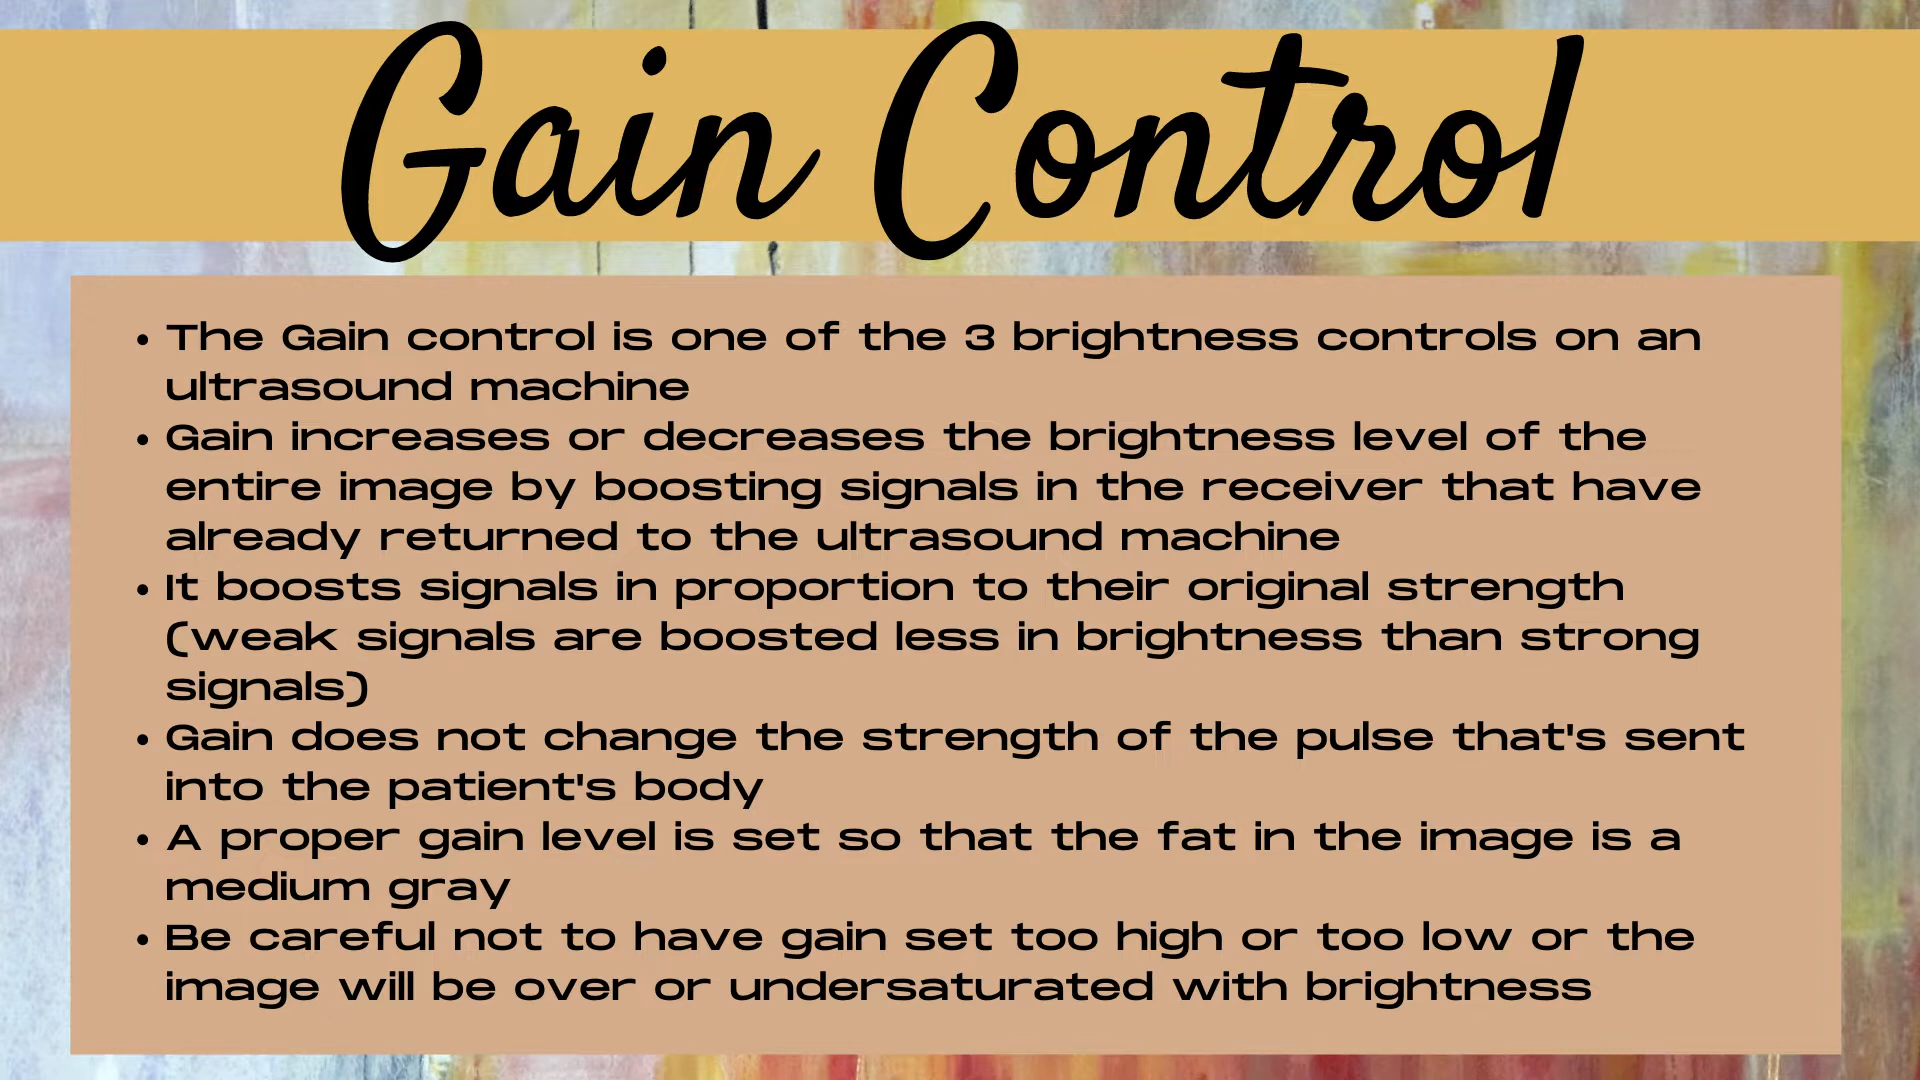 Gain Control
• The Gain control is one of the 3 brightness controls on an
ultrasound machine
• Gain increases or decreases the brightness level of the
entire image by boosting signals in the receiver that have
already returned to the ultrasound machine
• It boosts signals in proportion to their original strength
(weak signals are boosted less in brightness than strong
signals)
• Gain does not change the strength of the pulse that's sent
into the patient's body
• A proper gain level is set so that the fat in the image is a
medium gray
• Be careful not to have gain set too high or too low or the
image will be over or undersaturated with brightness